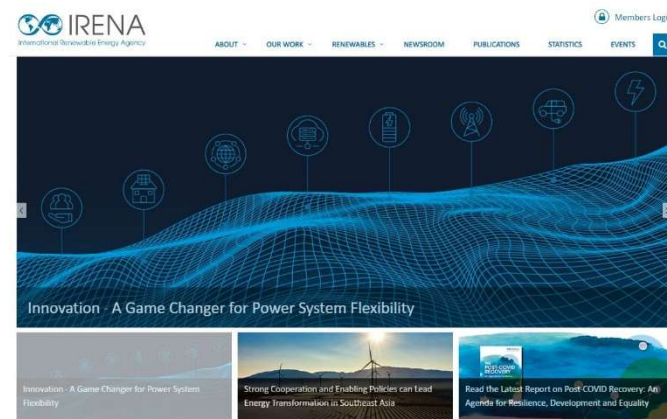 IRENA
International Renewable Energy Agency
Members Logi
ABOUT
OUR WORK
RENEWABLES
NEWSROOM
PUBLICATIONS
STATISTICS
EVENTS
Innovation - A Game Changer for Power System Flexibility
Innovation - A Game Changer for Power System
Flexibility
Strong Cooperation and Enabling Policies can Lead
Energy Transformation in Southeast Asia
POST-COVID
RECOVERY
Read the Latest Report on Post-COVID Recovery: An
Agenda for Resilience, Development and Equality